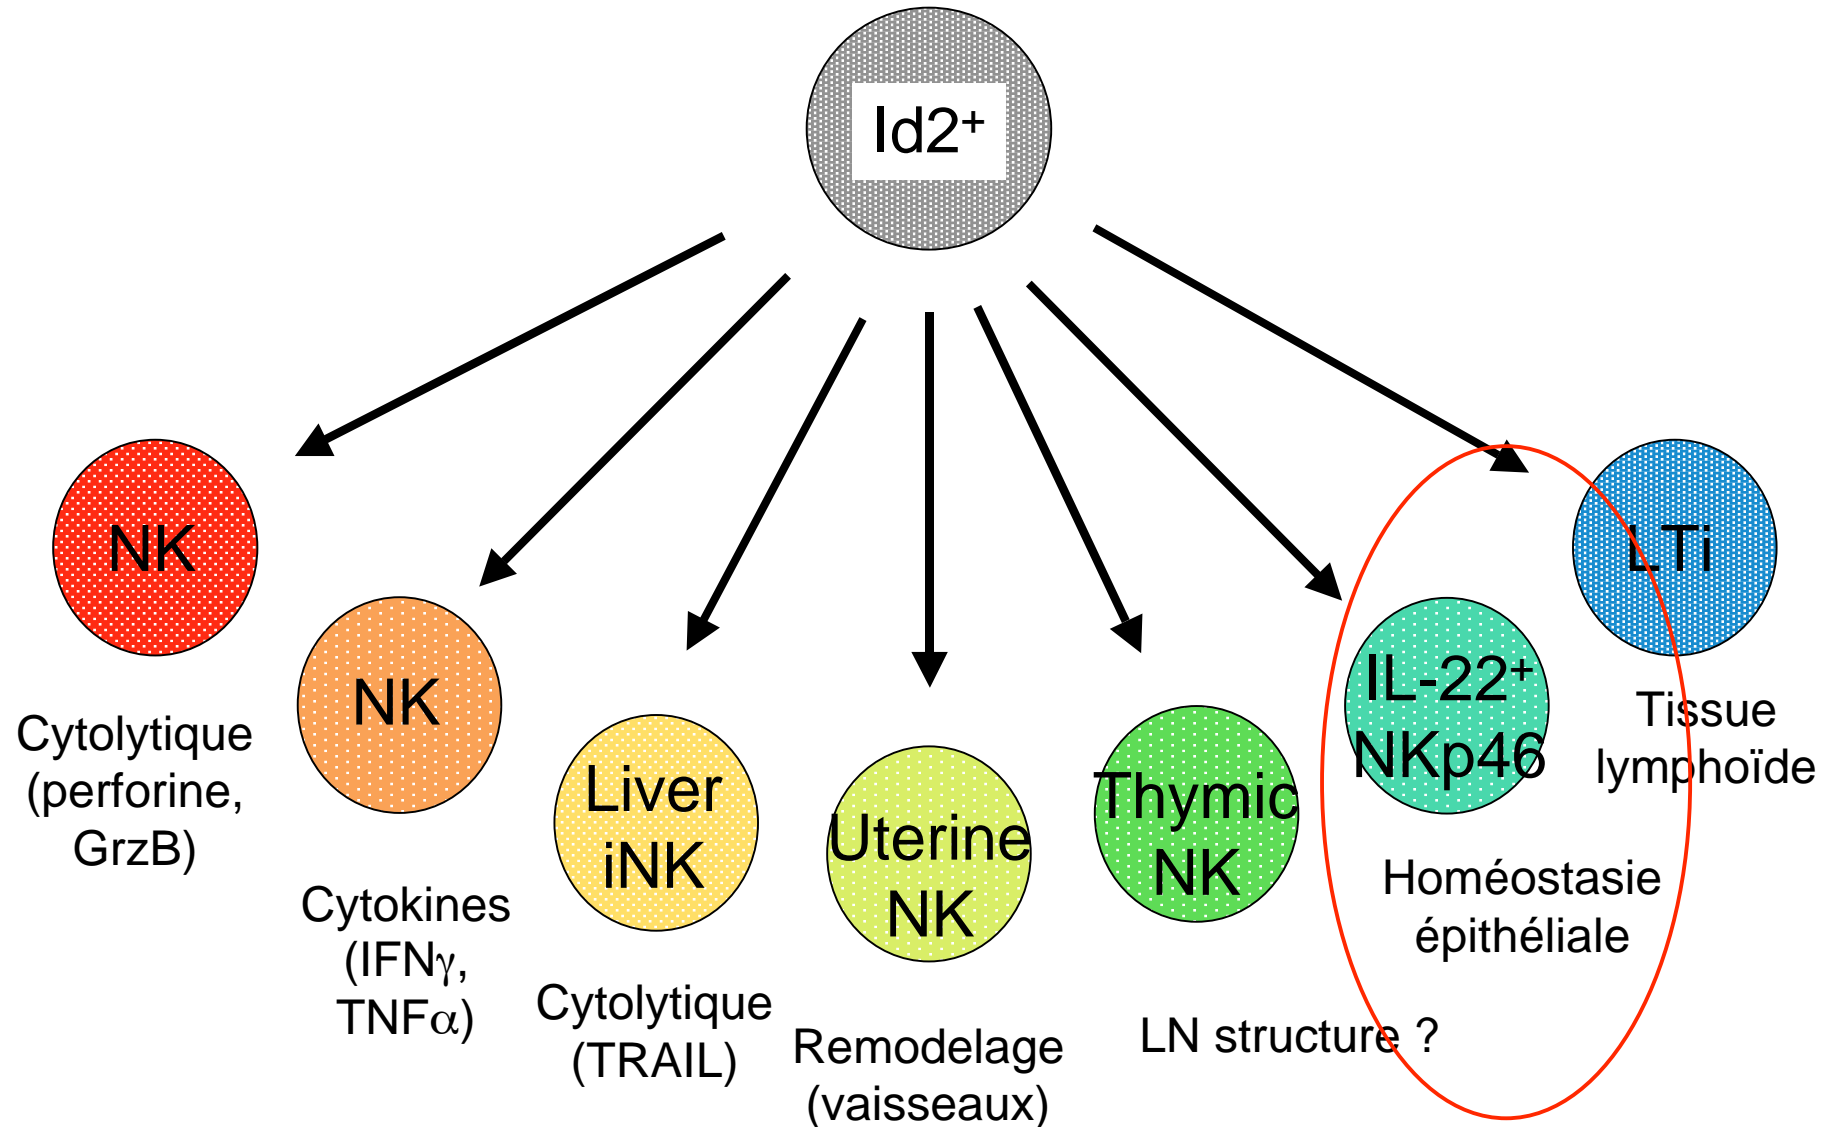 Id2⁺
NK
Cytolytique
(perforine,
GrzB)
NK
Cytokines
(IFNγ,
TNFα)
Liver
iNK
Cytolytique
(TRAIL)
Uterine
NK
Remodelage
(vaisseaux)
Thymic
NK
LN structure ?
IL-22⁺
NKp46
Homéostasie
épithéliale
LTi
Tissue
lymphoïde